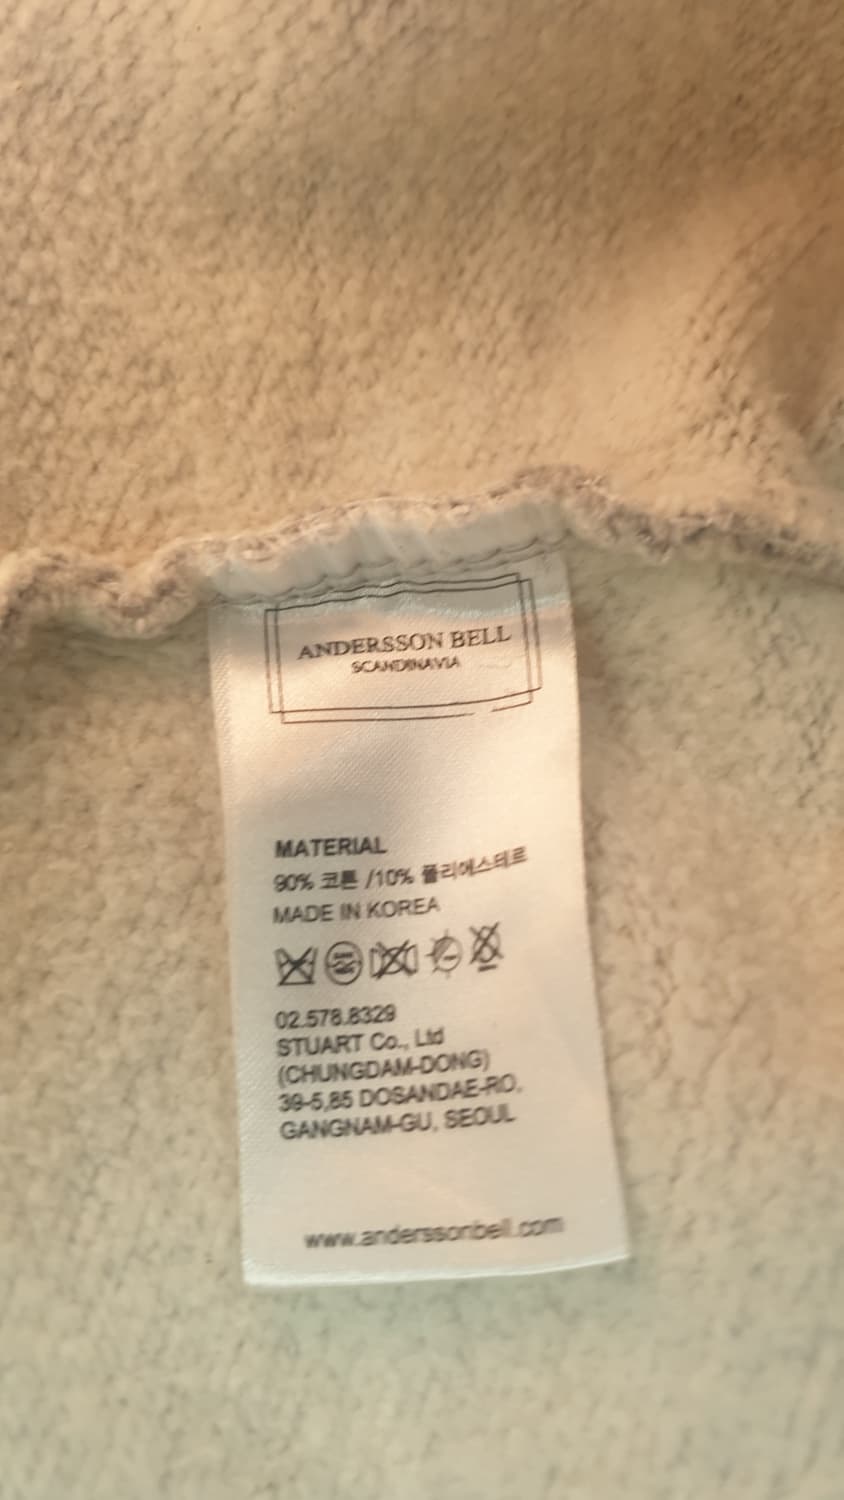 ANDERSSON BELL
SCANDINAVIA
MATERIAL
90% 코튼 /10% 폴리에스테르
MADE IN KOREA
02.578.8329
STUART Co., Ltd
(CHUNGDAM-DONG)
39-5,85 DOSANDAE-RO,
GANGNAM-GU, SEOUL
www.anderssonbell.com